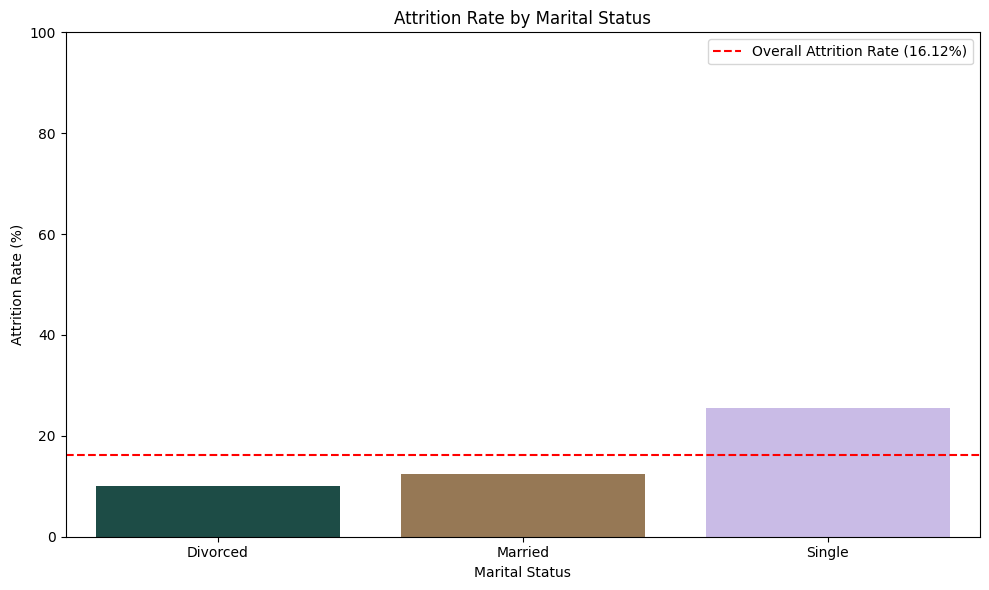 Attrition Rate by Marital Status
100
80
60
40
20
0
Attrition Rate (%)
Overall Attrition Rate (16.12%)
Divorced
Married
Single
Marital Status